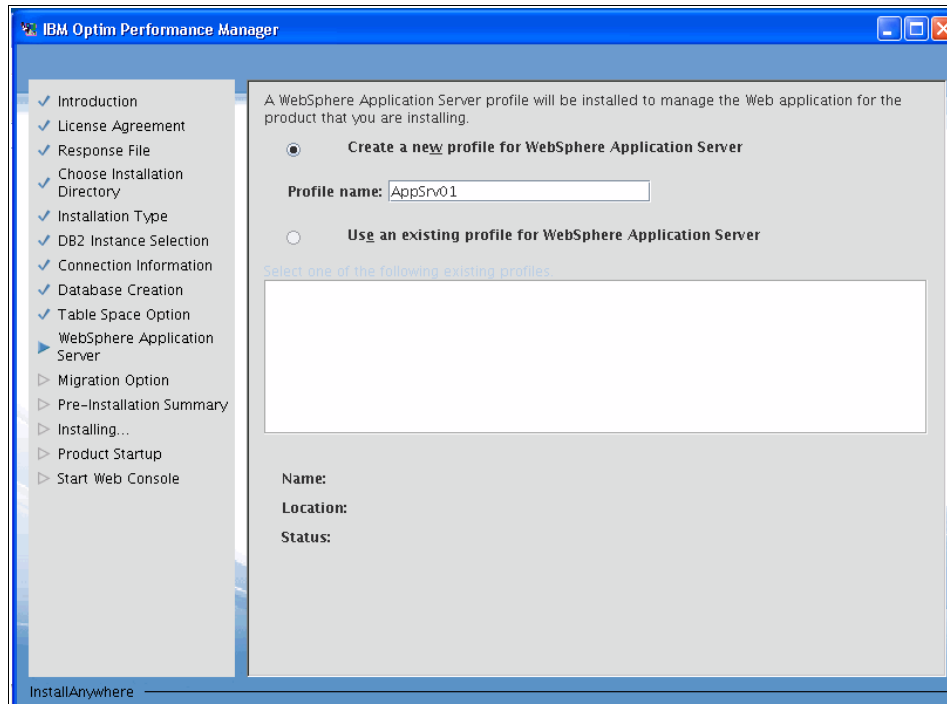 IBM Optim Performance Manager
Introduction
License Agreement
Response File
Choose Installation
Directory
Installation Type
DB2 Instance Selection
Connection Information
Database Creation
Table Space Option
WebSphere Application
Server
Migration Option
Pre-Installation Summary
Installing...
Product Startup
Start Web Console
A WebSphere Application Server profile will be installed to manage the Web application for the
product that you are installing.
Create a new profile for WebSphere Application Server
Profile name: AppSrv01
Use an existing profile for WebSphere Application Server
Select one of the following existing profiles.
Name:
Location:
Status:
InstallAnywhere